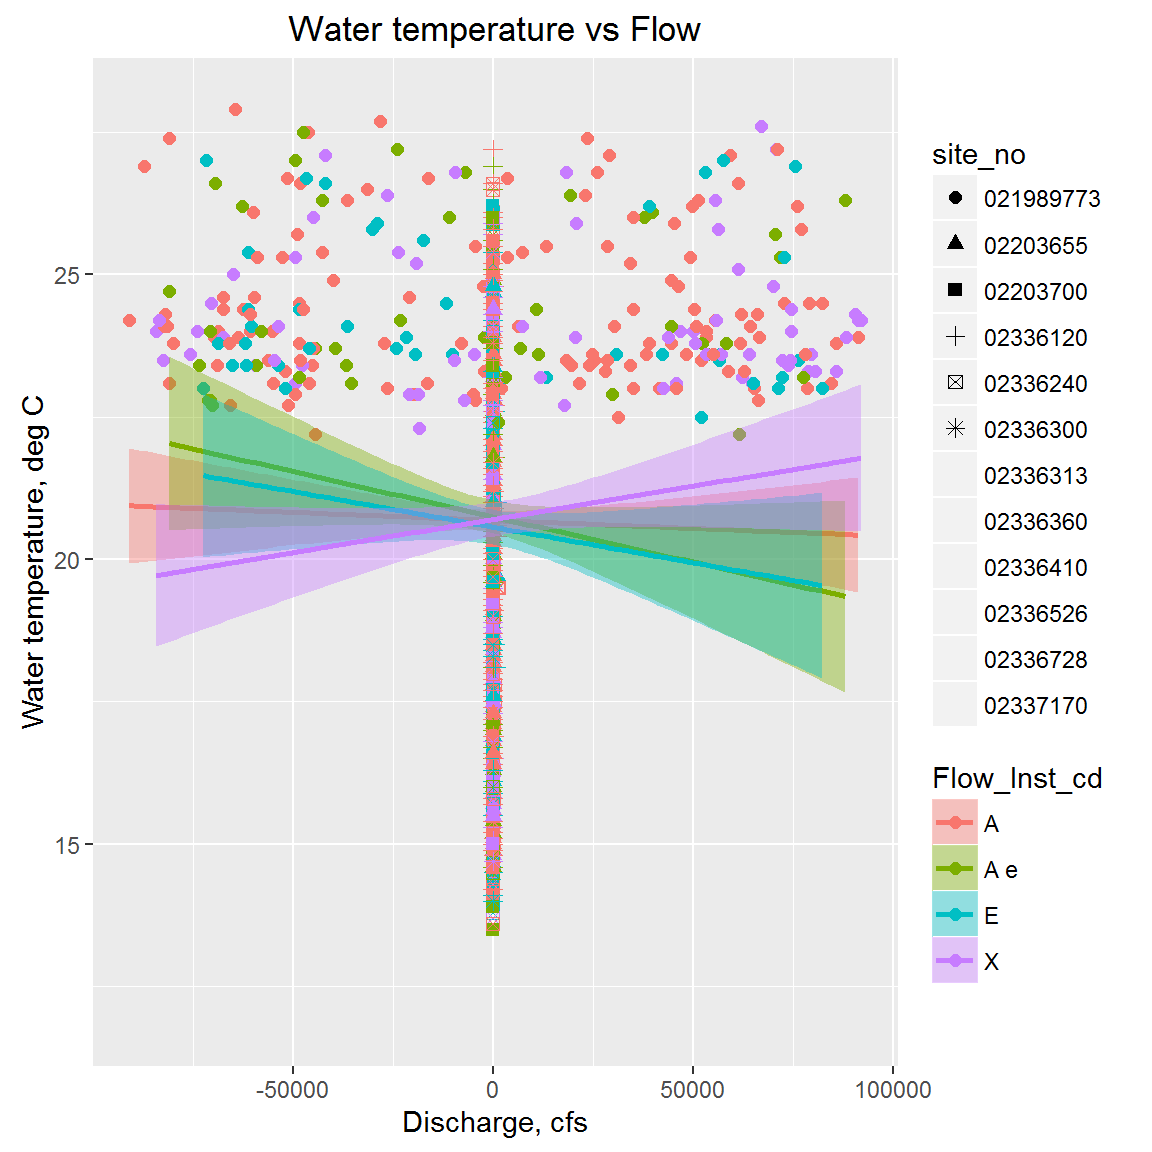 Water temperature vs Flow
Water temperature, deg C
25
20
15
-50000
0
50000
100000
Discharge, cfs
site_no
021989773
02203655
02203700
02336120
02336240
02336300
02336313
02336360
02336410
02336526
02336728
02337170
Flow_Inst_cd
A
A e
E
X